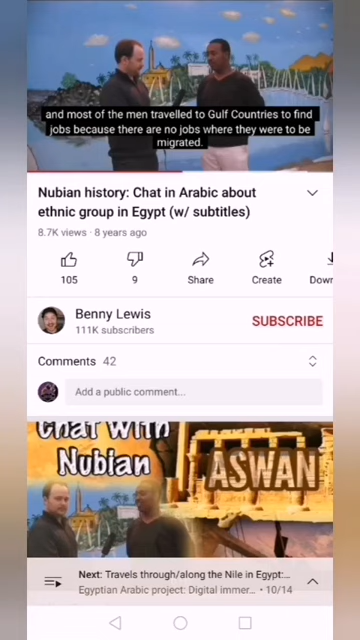 and most of the men travelled to Gulf Countries to find
jobs because there are no jobs where they were to be
migrated.
Nubian history: Chat in Arabic about
ethnic group in Egypt (w/ subtitles)
8.7K views · 8 years ago
105
9
Share
Create
Down
Benny Lewis
111K subscribers
SUBSCRIBE
Comments 42
Add a public comment...
Chat with
Nubian
ASWAN
Next: Travels through/along the Nile in Egypt:...
Egyptian Arabic project: Digital immer... • 10/14